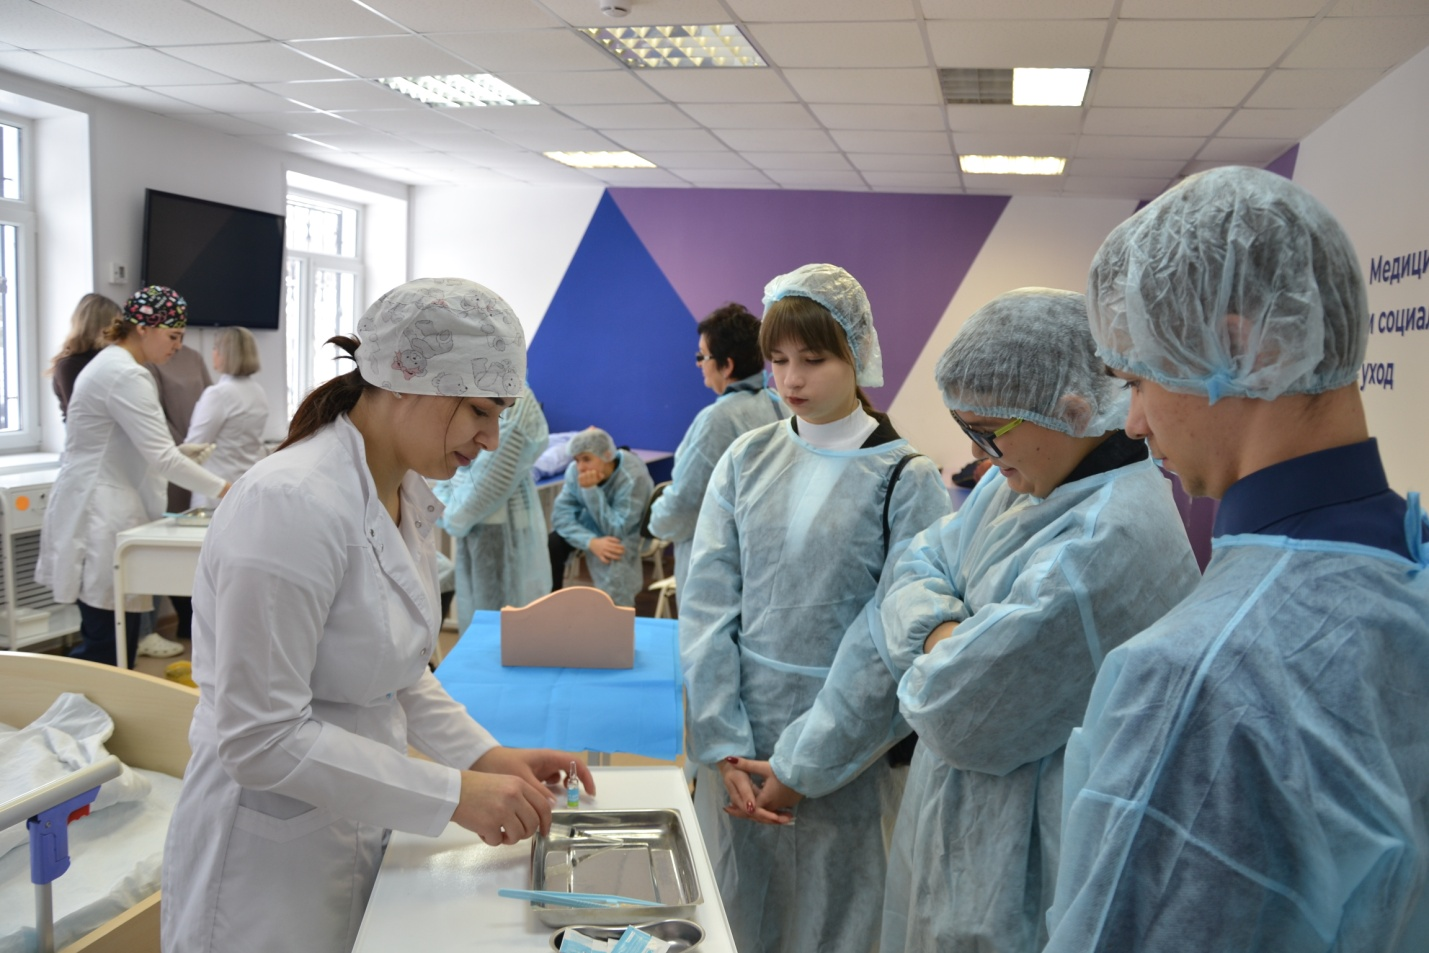 Медици
и социал
уход